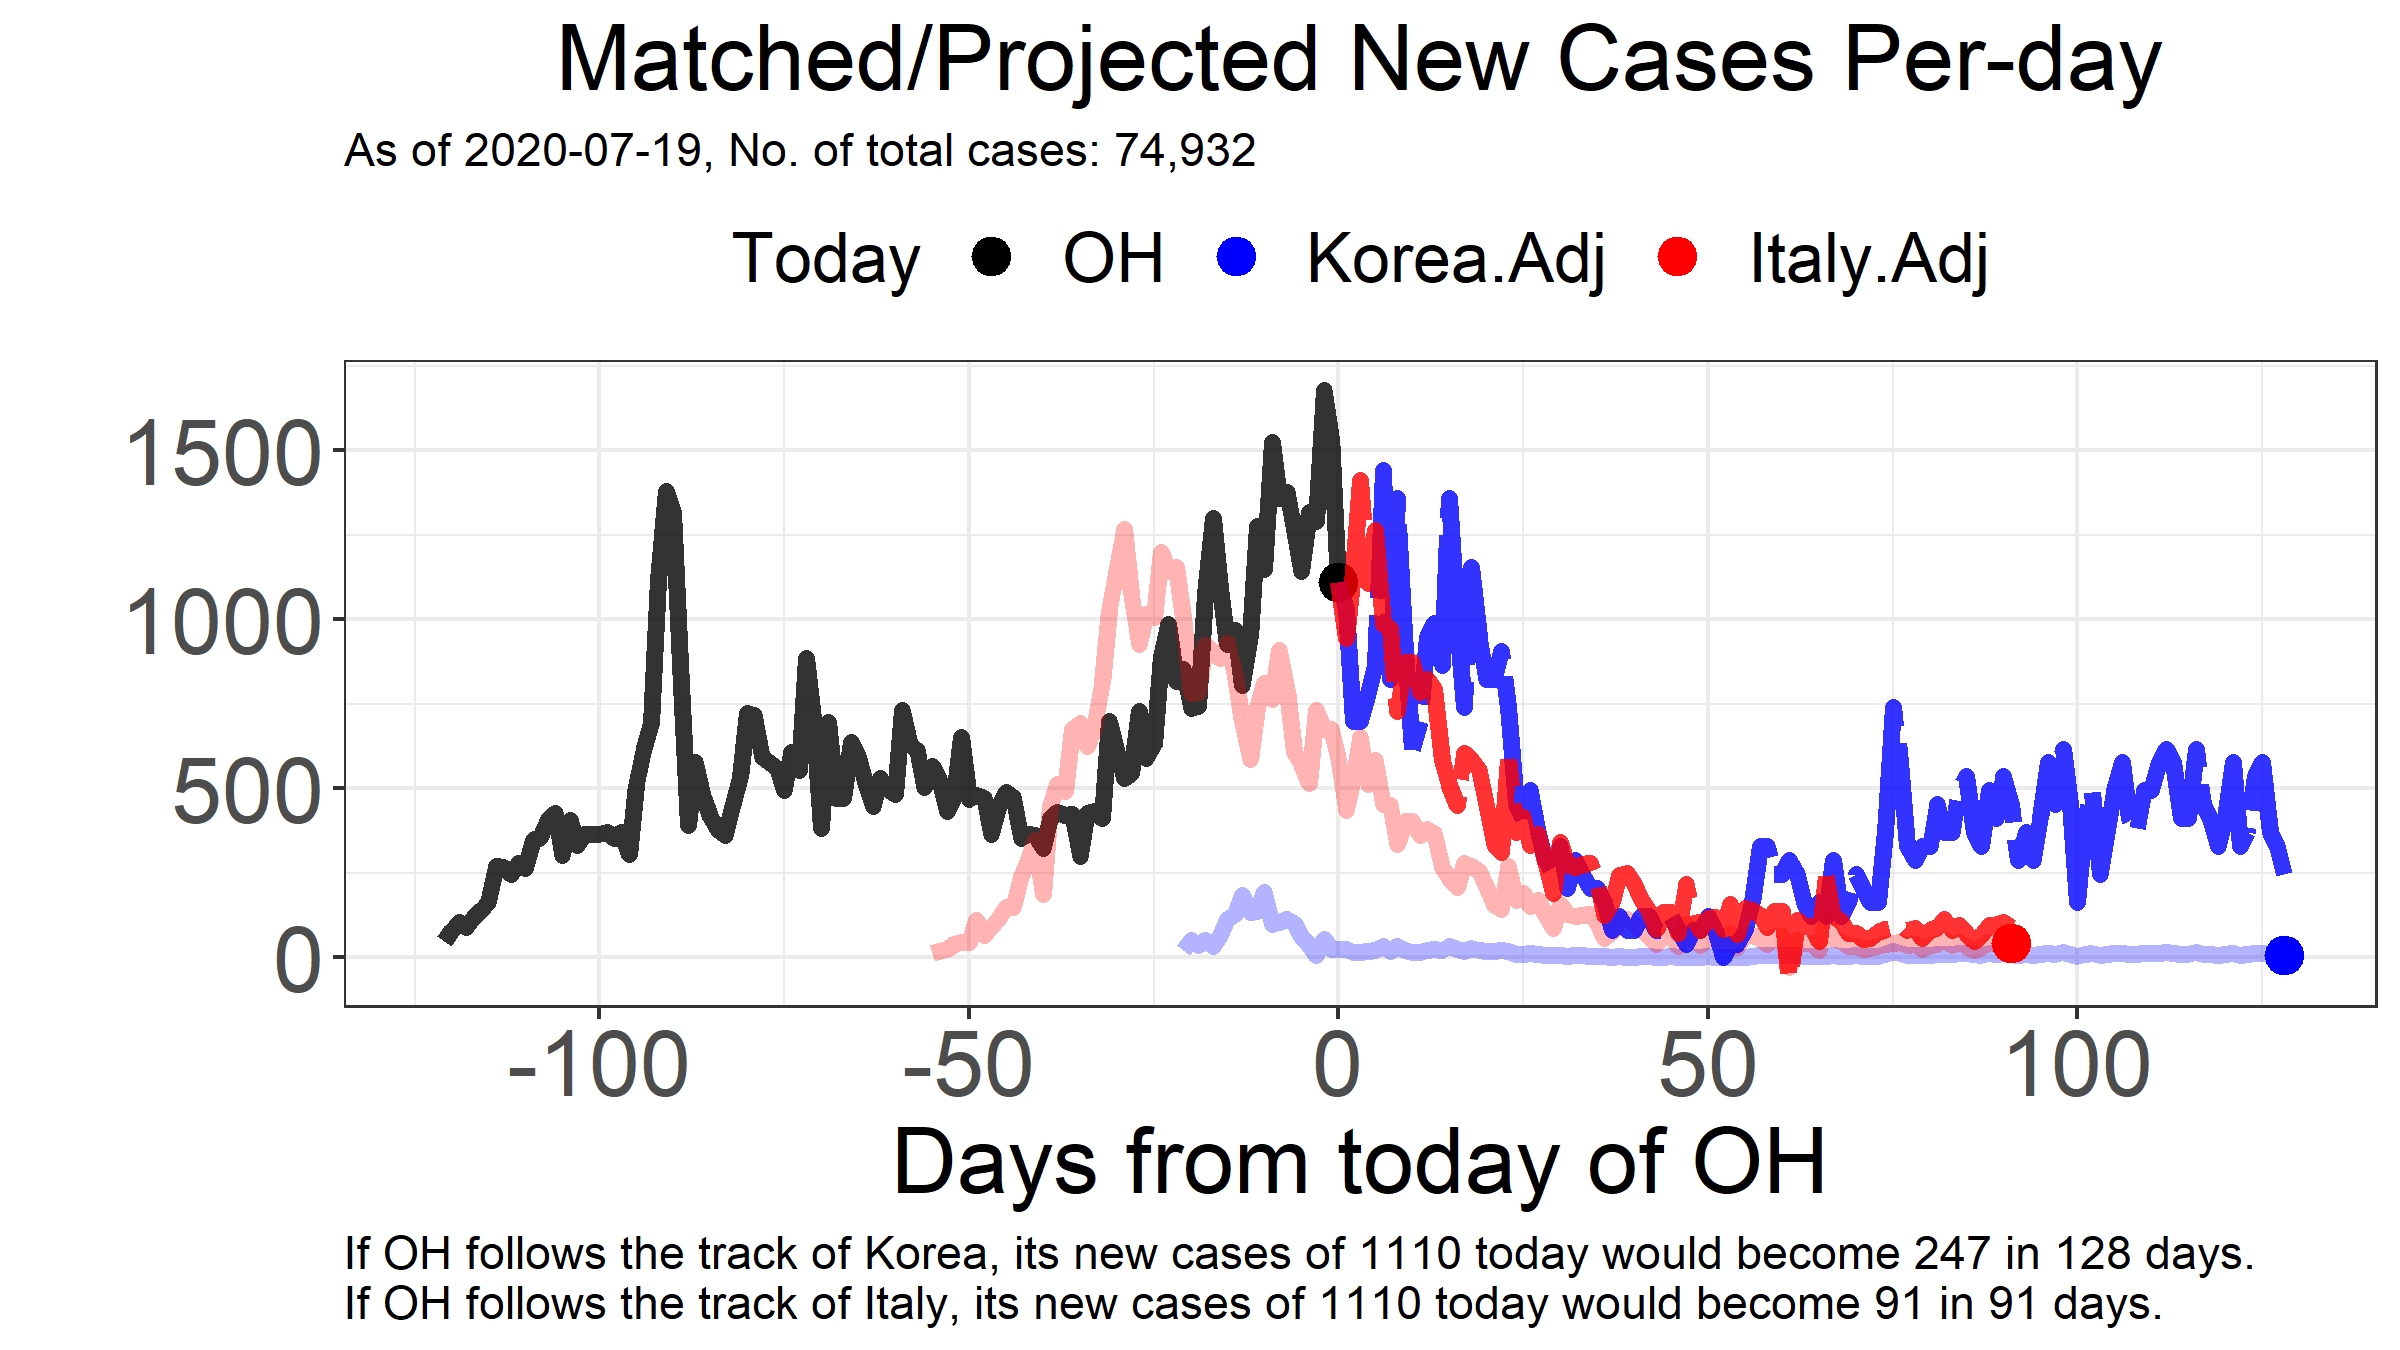 Matched/Projected New Cases Per-day
As of 2020-07-19, No. of total cases: 74,932
Today OH Korea.Adj Italy.Adj
1500
1000
500
0
-100 -50 0 50 100
Days from today of OH
If OH follows the track of Korea, its new cases of 1110 today would become 247 in 128 days.
If OH follows the track of Italy, its new cases of 1110 today would become 91 in 91 days.